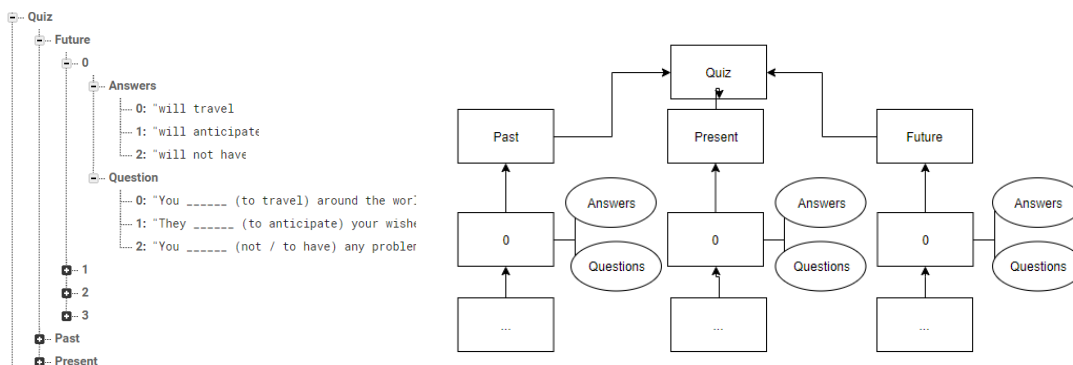 Quiz
Future
0
Answers
0: "will travel
1: "will anticipate
2: "will not have
Question
0: "You ______ (to travel) around the worl
1: "They ______ (to anticipate) your wishe
2: "You ______ (not / to have) any problem
1
2
3
Past
Present
Quiz
Past
Present
Future
0
Answers
Questions
0
Answers
Questions
0
Answers
Questions
...
...
...